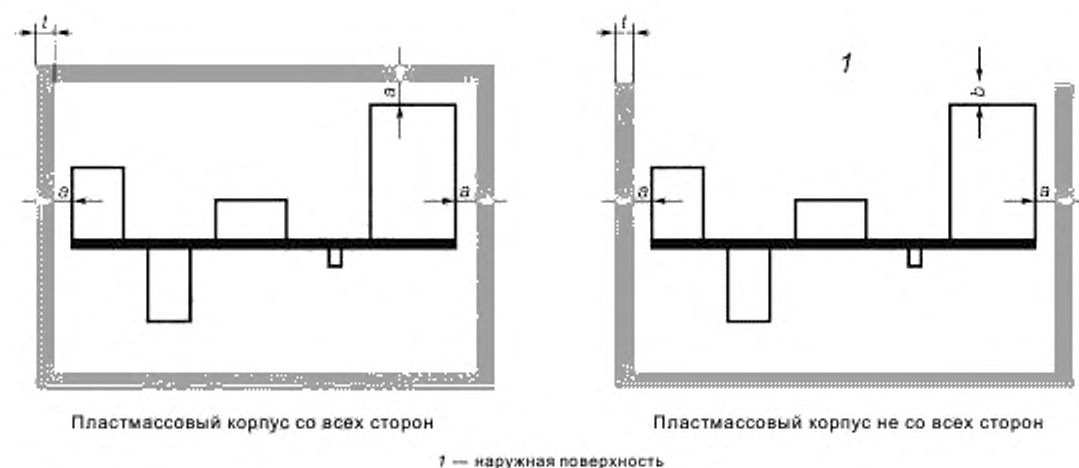 t
t
1
a
b
a
a
a
a
Пластмассовый корпус со всех сторон
Пластмассовый корпус не со всех сторон
1 — наружная поверхность